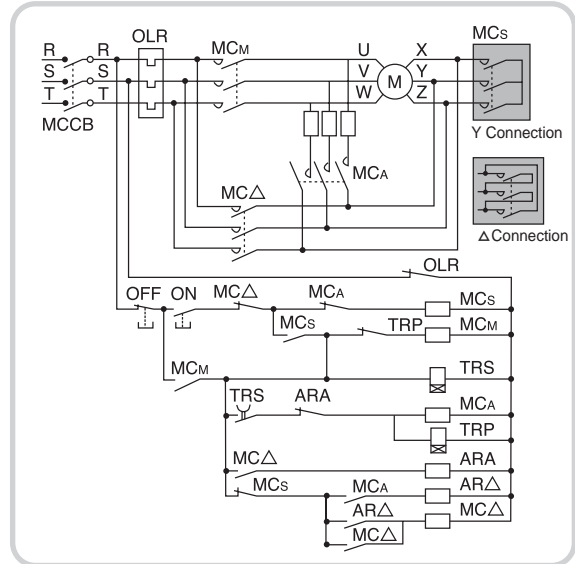 OLR
R R MCM U X MCS
S S V Y
T T W M Z
MCCB
Y Connection
MCA
MC△
△Connection
OLR
OFF ON MC△ MCA MCS
MCS TRP MCM
MCM TRS
TRS ARA MCA
TRP
MC△ ARA
MCS MCA AR△
AR△ MC△
MC△